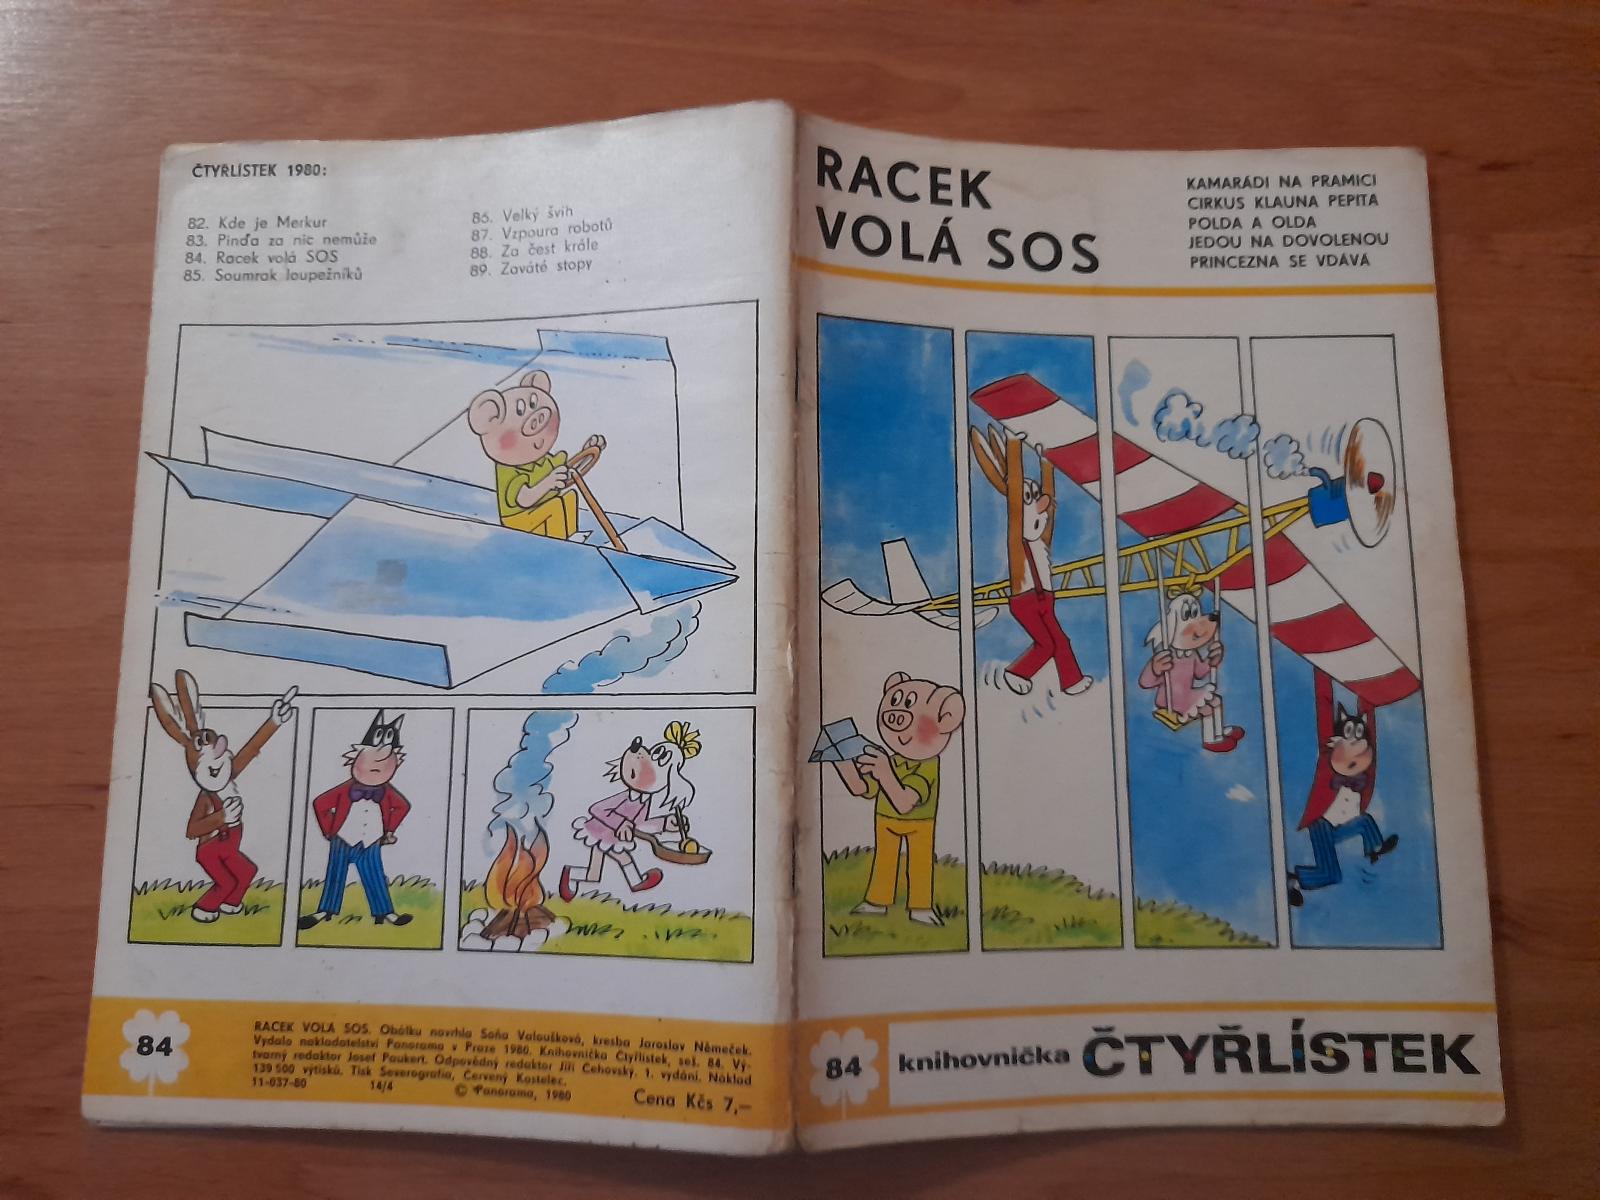 ČTYŘLÍSTEK 1980:
82. Kde je Merkur
83. Pinďa za nic nemůže
84. Racek volá SOS
85. Soumrak loupežníků
86. Velký švih
87. Vzpoura robotů
88. Za čest krále
89. Zaváté stopy
84
RACEK VOLÁ SOS. Obálku navrhla Soňa Valoušková, kresba Jaroslav Němeček.
Vydalo nakladatelství Panorama v Praze 1980. Knihovnička Čtyřlístek, seš. 84. Vý-
tvarný redaktor Josef Paukert. Odpovědný redaktor Jiří Čehovský. 1. vydání. Náklad
139 500 výtisků. Tisk Severografia, Červený Kostelec.
11-037-80 14/4
© Panorama, 1980
Cena Kčs 7,—
RACEK
VOLÁ SOS
KAMARÁDI NA PRAMICI
CIRKUS KLAUNA PEPITA
POLDA A OLDA
JEDOU NA DOVOLENOU
PRINCEZNA SE VDÁVÁ
84
knihovnička ČTYŘLÍSTEK